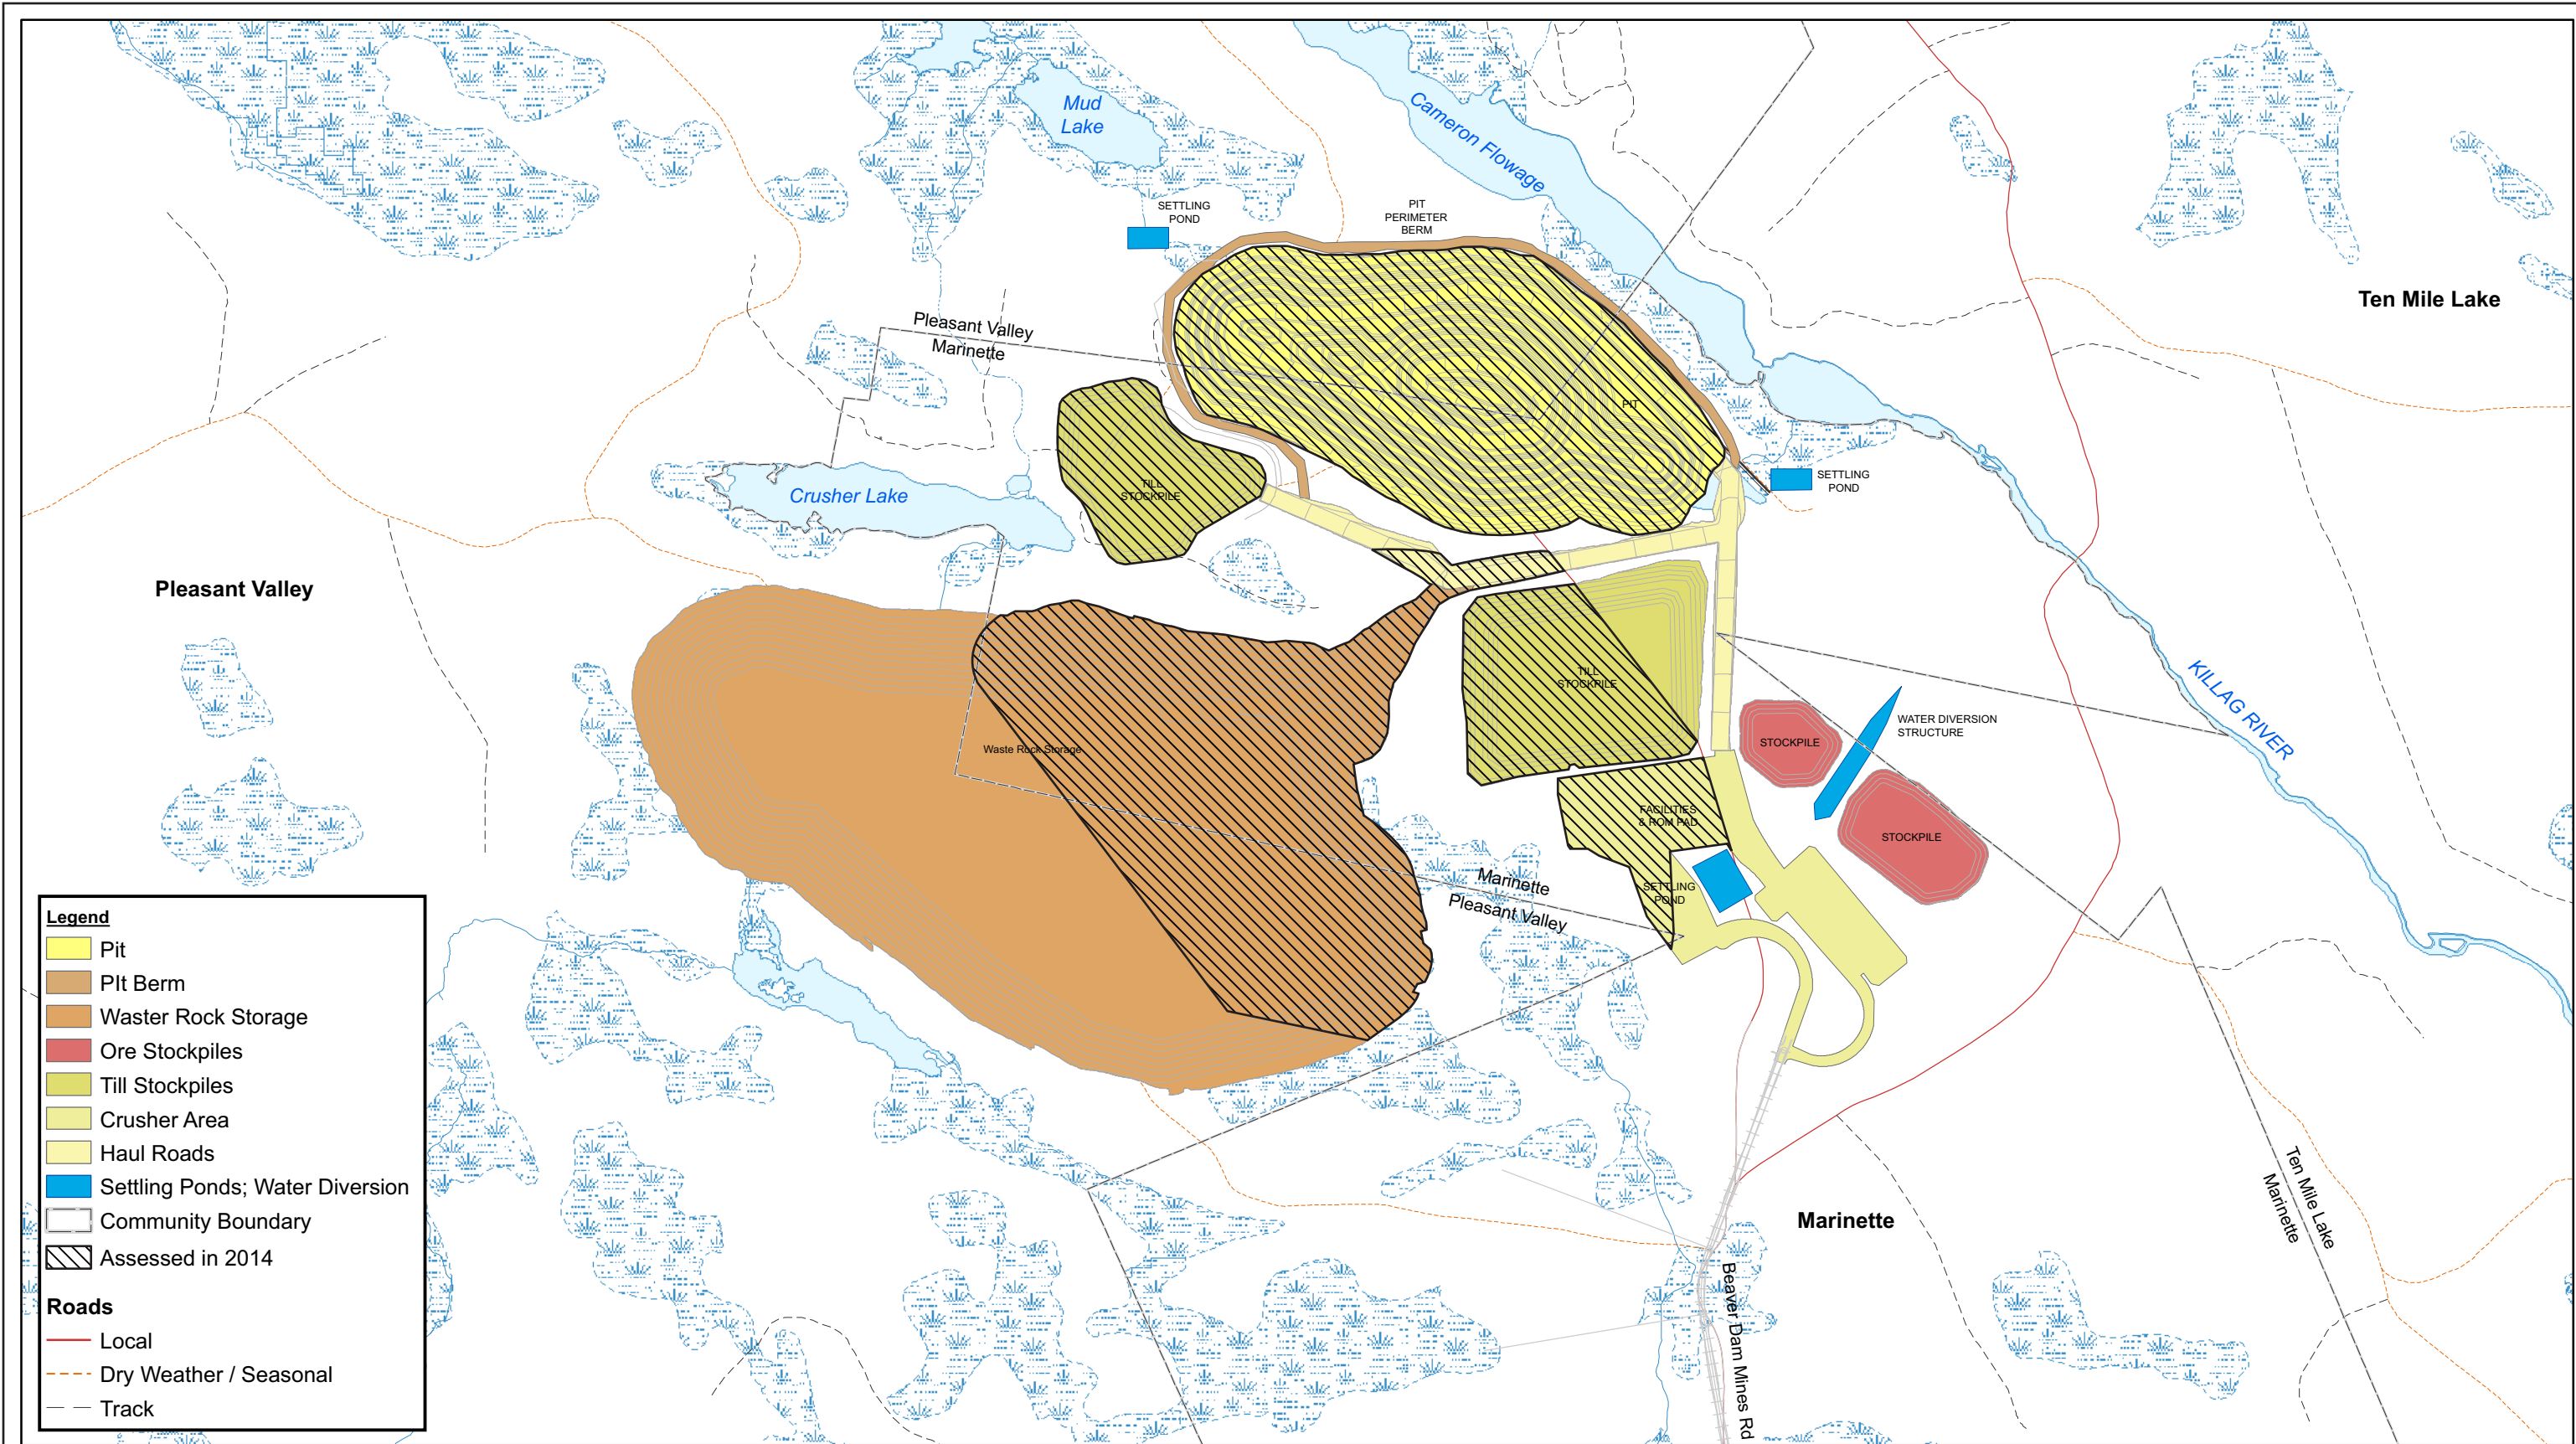 Mud
Lake
Cameron Flowage
SETTLING
POND
PIT
PERIMETER
BERM
Ten Mile Lake
Pleasant Valley
Marinette
PIT
TILL
STOCKPILE
Crusher Lake
SETTLING
POND
Pleasant Valley
TILL
STOCKPILE
KILLAG RIVER
WATER DIVERSION
STRUCTURE
STOCKPILE
Waste Rock Storage
FACILITIES
& ROM PAD
STOCKPILE
SETTLING
POND
Marinette
Pleasant Valley
Legend
Pit
PIt Berm
Waster Rock Storage
Ore Stockpiles
Till Stockpiles
Crusher Area
Haul Roads
Settling Ponds; Water Diversion
Community Boundary
Assessed in 2014
Roads
Local
Dry Weather / Seasonal
Track
Marinette
Ten Mile Lake
Marinette
Beaver Dam Mines Rd